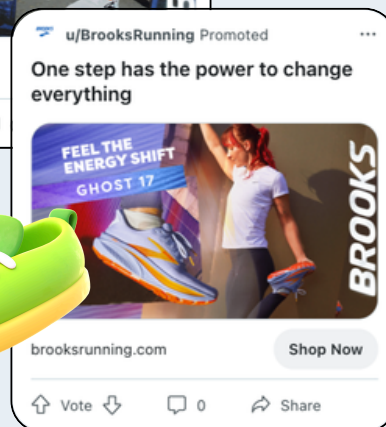 u/BrooksRunning Promoted
One step has the power to change
everything
FEEL THE
ENERGY SHIFT
GHOST 17
BROOKS
brooksrunning.com
Shop Now
Vote
0
Share